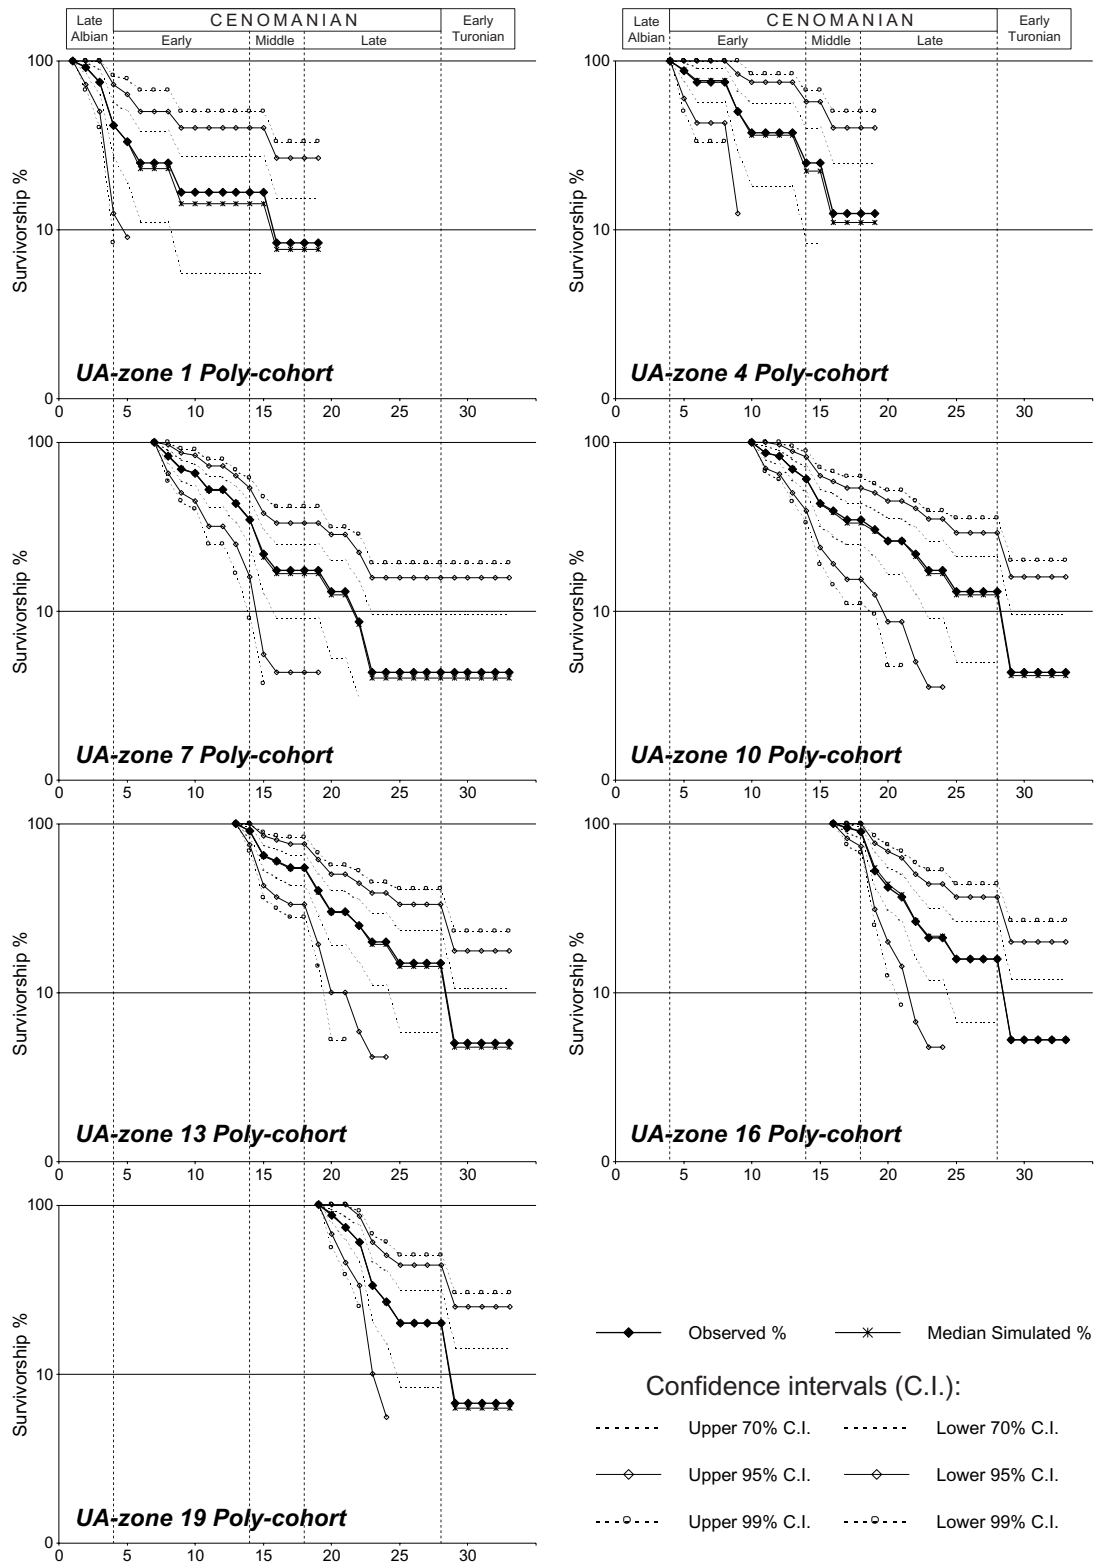 Late CENOMANIAN Early
Albian Early Middle Late Turonian
Late CENOMANIAN Early
Albian Early Middle Late Turonian
100
10
0
Survivorship %
UA-zone 1 Poly-cohort
0 5 10 15 20 25 30
100
10
0
Survivorship %
UA-zone 4 Poly-cohort
0 5 10 15 20 25 30
100
10
0
Survivorship %
UA-zone 7 Poly-cohort
0 5 10 15 20 25 30
100
10
0
Survivorship %
UA-zone 10 Poly-cohort
0 5 10 15 20 25 30
100
10
0
Survivorship %
UA-zone 13 Poly-cohort
0 5 10 15 20 25 30
100
10
0
Survivorship %
UA-zone 16 Poly-cohort
0 5 10 15 20 25 30
100
10
0
Survivorship %
UA-zone 19 Poly-cohort
0 5 10 15 20 25 30
Observed % Median Simulated %
Confidence intervals (C.I.):
Upper 70% C.I. Lower 70% C.I.
Upper 95% C.I. Lower 95% C.I.
Upper 99% C.I. Lower 99% C.I.